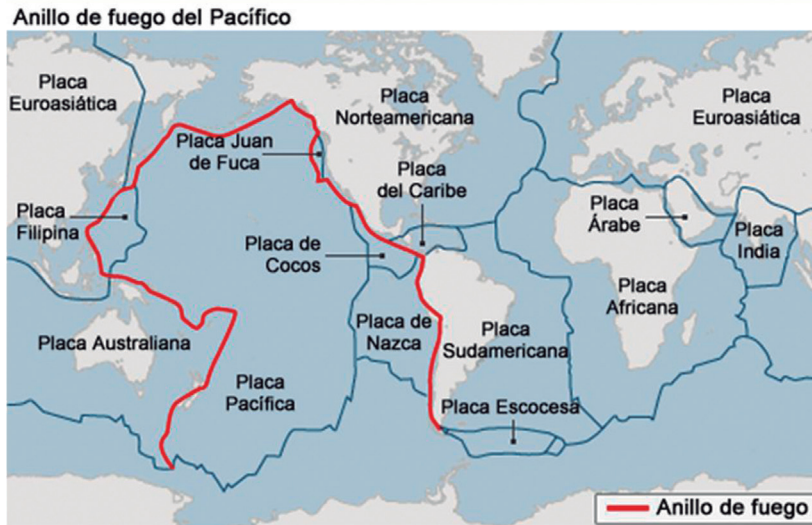 Anillo de fuego del Pacífico
Placa
Euroasiática
Placa
Norteamericana
Placa
Euroasiática
Placa Juan
de Fuca
Placa
del Caribe
Placa
Filipina
Placa de
Cocos
Placa
Árabe
Placa
India
Placa
Africana
Placa Australiana
Placa de
Nazca
Placa
Sudamericana
Placa
Pacífica
Placa Escocesa
Anillo de fuego